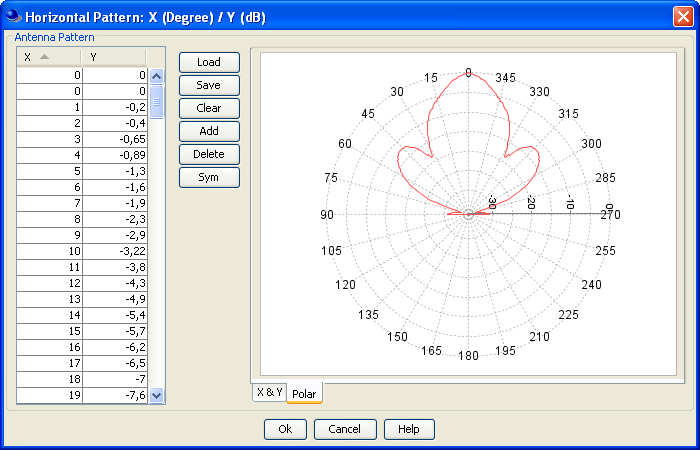 Horizontal Pattern: X (Degree) / Y (dB)
Antenna Pattern
X Y
0 0
0 0
1 -0,2
2 -0,4
3 -0,65
4 -0,89
5 -1,3
6 -1,6
7 -1,9
8 -2,3
9 -2,9
10 -3,22
11 -3,8
12 -4,3
13 -4,9
14 -5,4
15 -5,7
16 -6,2
17 -6,5
18 -7
19 -7,6
Load
Save
Clear
Add
Delete
Sym
0
15 345
30 330
45 315
60 300
75 285
-30 -20 -10 0
90 270
105 255
120 240
135 225
150 210
165 195
180
X & Y Polar
Ok Cancel Help